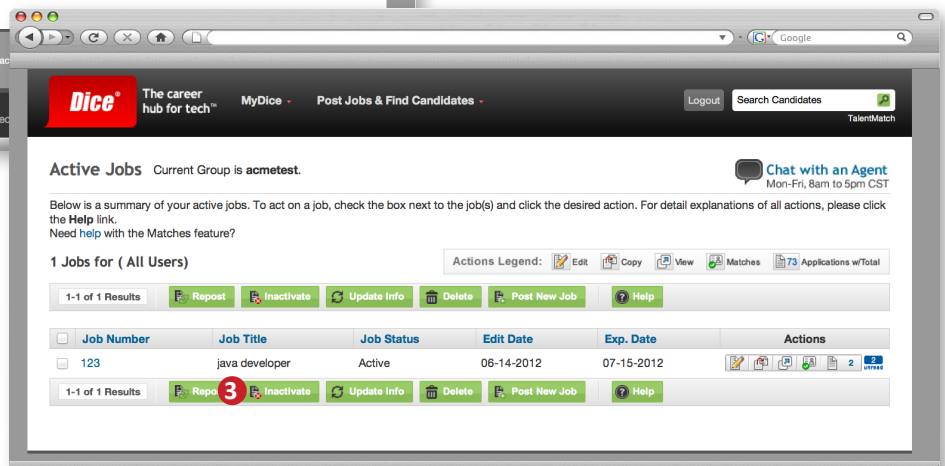 Google
ac
ec
Dice®
The career
hub for tech™
MyDice
Post Jobs & Find Candidates
Logout
Search Candidates
TalentMatch
Active Jobs Current Group is acmetest.
Chat with an Agent
Mon-Fri, 8am to 5pm CST
Below is a summary of your active jobs. To act on a job, check the box next to the job(s) and click the desired action. For detail explanations of all actions, please click
the Help link.
Need help with the Matches feature?
1 Jobs for ( All Users)
Actions Legend: Edit Copy View Matches 73 Applications w/Total
1-1 of 1 Results Repost Inactivate Update Info Delete Post New Job Help
Job Number Job Title Job Status Edit Date Exp. Date Actions
123 java developer Active 06-14-2012 07-15-2012 2 2
unread
1-1 of 1 Results Repo 3 Inactivate Update Info Delete Post New Job Help